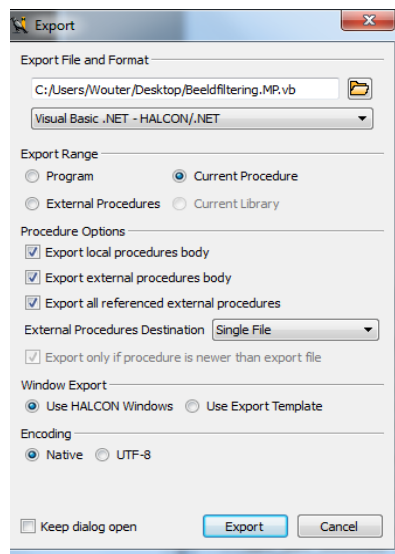 Export
Export File and Format
C:/Users/Wouter/Desktop/Beeldfiltering.MP.vb
Visual Basic .NET - HALCON/.NET
Export Range
Program Current Procedure
External Procedures Current Library
Procedure Options
Export local procedures body
Export external procedures body
Export all referenced external procedures
External Procedures Destination Single File
Export only if procedure is newer than export file
Window Export
Use HALCON Windows Use Export Template
Encoding
Native UTF-8
Keep dialog open Export Cancel